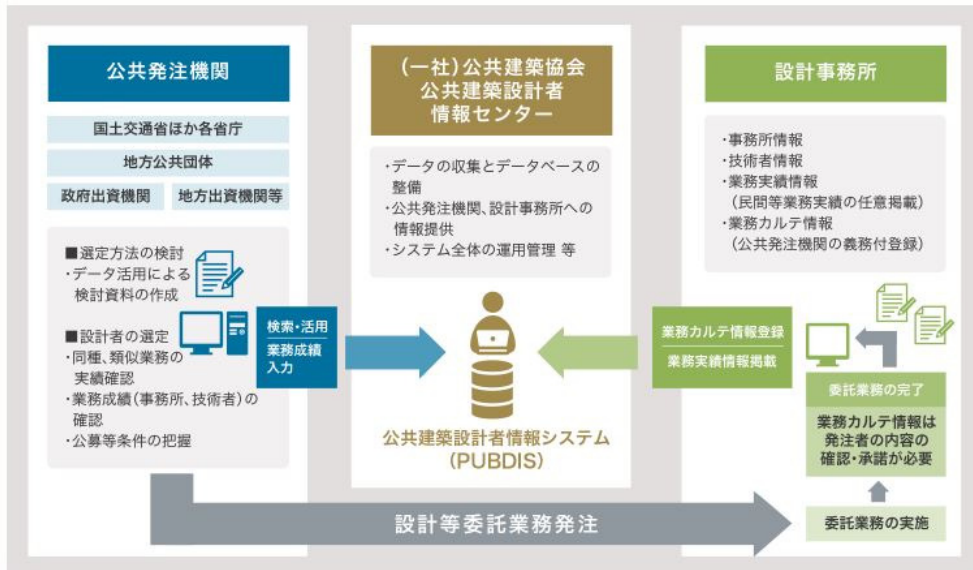 公共発注機関
国土交通省ほか各省庁
地方公共団体
政府出資機関
地方出資機関等
■選定方法の検討
・データ活用による
検討資料の作成
■設計者の選定
・同種、類似業務の
実績確認
・業務成績(事務所、技術者)の
確認
・公募等条件の把握
検索・活用
業務成績
入力
(一社)公共建築協会
公共建築設計者
情報センター
・データの収集とデータベースの
整備
・公共発注機関、設計事務所への
情報提供
・システム全体の運用管理 等
公共建築設計者情報システム
(PUBDIS)
設計事務所
・事務所情報
・技術者情報
・業務実績情報
(民間等業務実績の任意掲載)
・業務カルテ情報
(公共発注機関の義務付登録)
業務カルテ情報登録
業務実績情報掲載
委託業務の完了
業務カルテ情報は
発注者の内容の
確認・承諾が必要
委託業務の実施
設計等委託業務発注